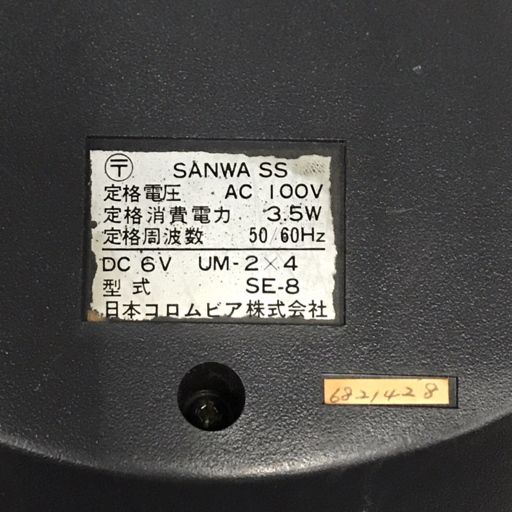 〒 SANWA SS
定格電圧 AC 100V
定格消費電力 3.5W
定格周波数 50/60Hz
DC 6V UM-2×4
型式 SE-8
日本コロムビア株式会社
6821428